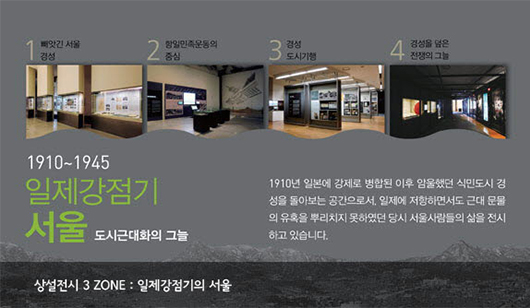 1 빼앗긴 서울
경성
2 항일민족운동의
중심
3 경성
도시기행
4 경성을 덮은
전쟁의 그늘
1910~1945
일제강점기
서울 도시근대화의 그늘
1910년 일본에 강제로 병합된 이후 암울했던 식민도시 경
성을 돌아보는 공간으로서, 일제에 저항하면서도 근대 문물
의 유혹을 뿌리치지 못하였던 당시 서울사람들의 삶을 전시
하고 있습니다.
상설전시 3 ZONE : 일제강점기의 서울